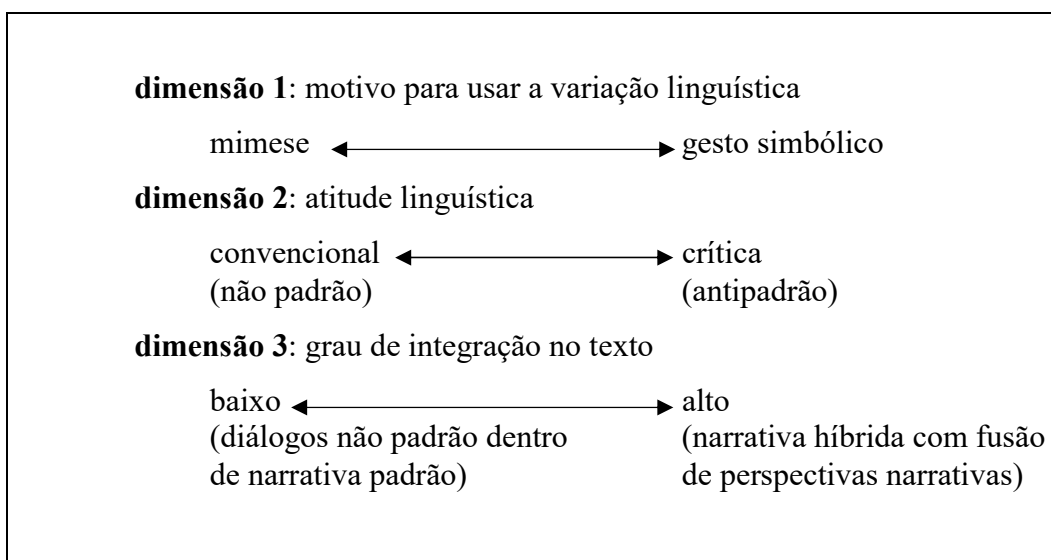 dimensão 1: motivo para usar a variação linguística
mimese gesto simbólico
dimensão 2: atitude linguística
convencional crítica
(não padrão) (antipadrão)
dimensão 3: grau de integração no texto
baixo alto
(diálogos não padrão dentro (narrativa híbrida com fusão
de narrativa padrão) de perspectivas narrativas)